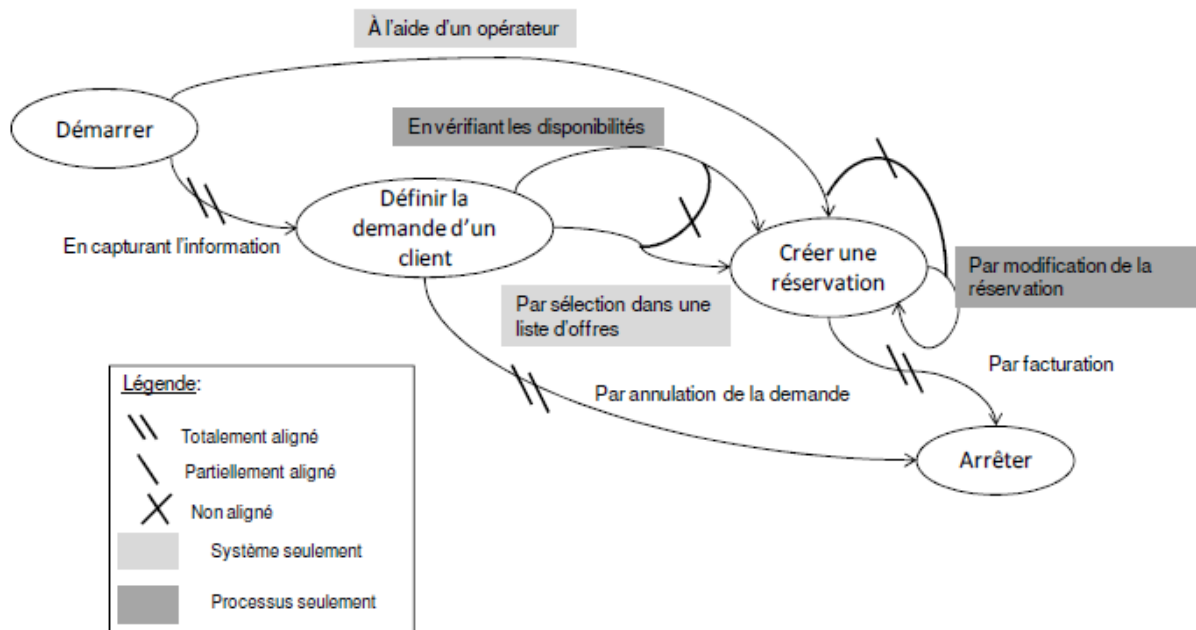 À l'aide d'un opérateur
Démarrer
En vérifiant les disponibilités
Définir la
demande d'un
client
En capturant l'information
Créer une
réservation
Par modification de la
réservation
Par sélection dans une
liste d'offres
Par facturation
Par annulation de la demande
Arrêter
Légende:
Totalement aligné
Partiellement aligné
Non aligné
Système seulement
Processus seulement